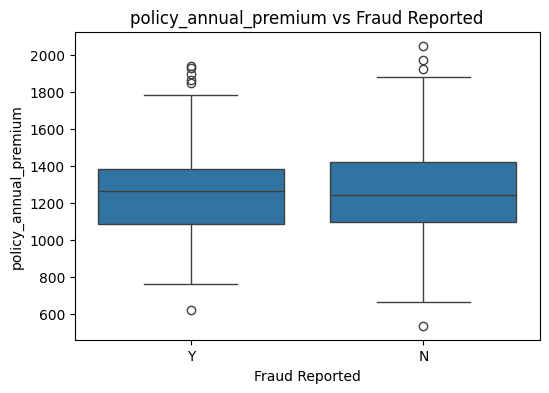 policy_annual_premium vs Fraud Reported
policy_annual_premium
2000
1800
1600
1400
1200
1000
800
600
Y
N
Fraud Reported